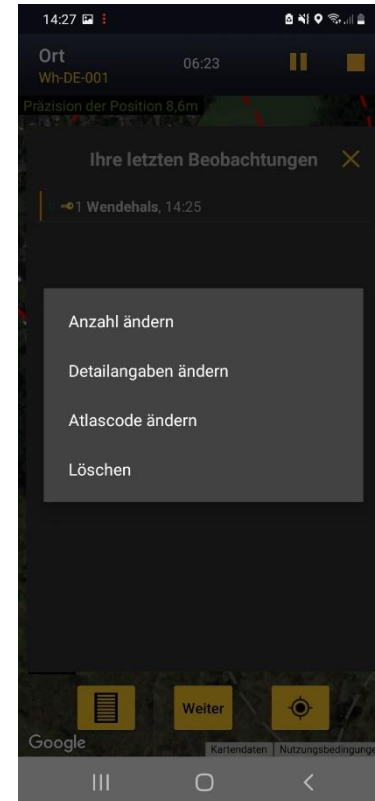 14:27
Ort
Wh-DE-001
06:23
Präzision der Position 8,6m
Ihre letzten Beobachtungen
1 Wendehals, 14:25
Anzahl ändern
Detailangaben ändern
Atlascode ändern
Löschen
Weiter
Google
Kartendaten
Nutzungsbedingunge